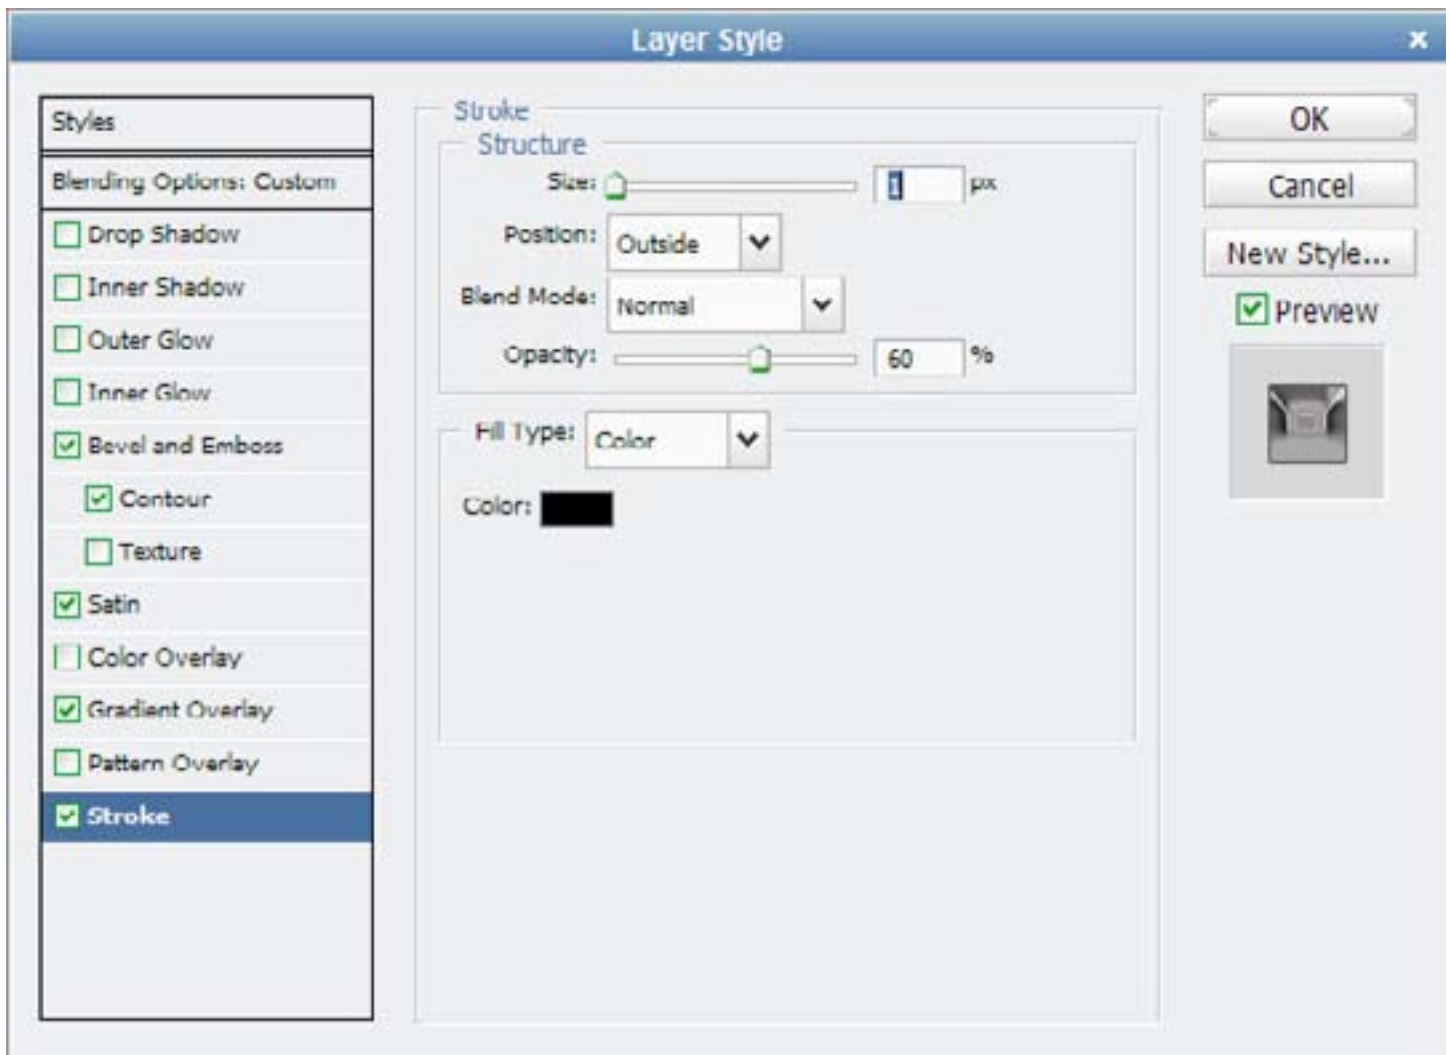 Layer Style
Styles
Blending Options: Custom
Drop Shadow
Inner Shadow
Outer Glow
Inner Glow
Bevel and Emboss
Contour
Texture
Satin
Color Overlay
Gradient Overlay
Pattern Overlay
Stroke
Stroke
Structure
Size: 1 px
Position: Outside
Blend Mode: Normal
Opacity: 60 %
Fill Type: Color
Color:
OK
Cancel
New Style...
Preview